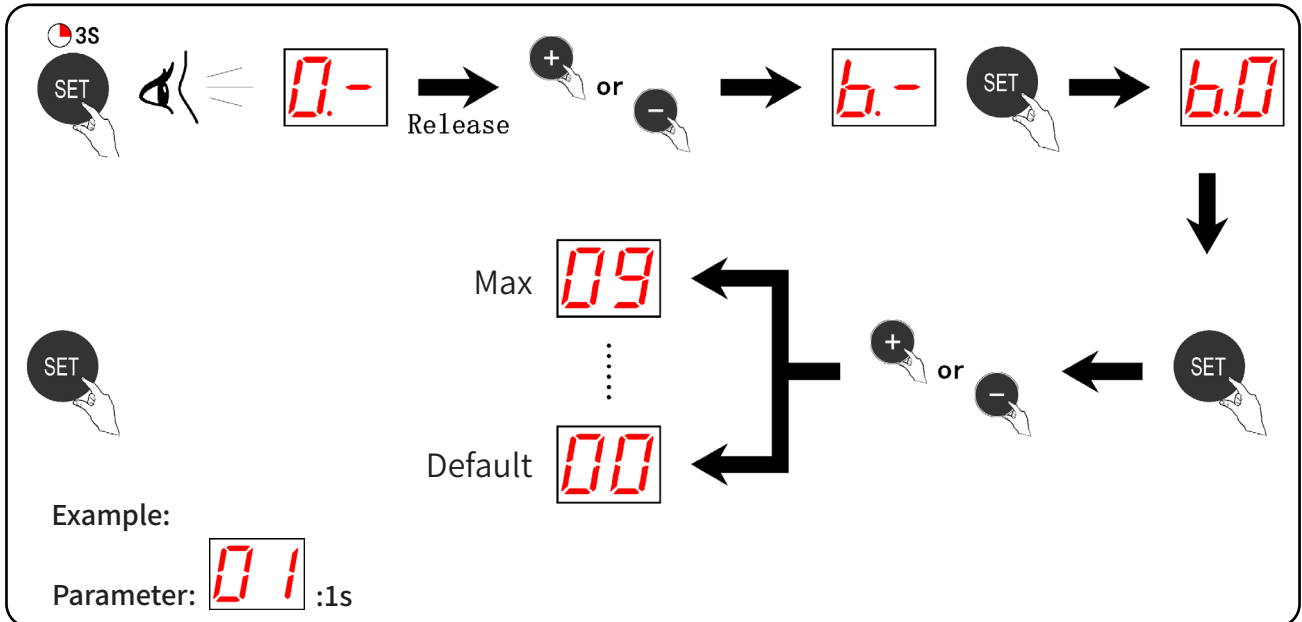 3S
SET 0.- Release + or − b.- SET b.0
Max 09
SET + or − SET
Default 00
Example:
Parameter: 01 :1s